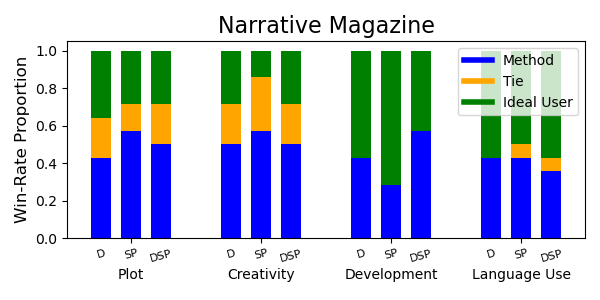 Narrative Magazine
Win-Rate Proportion
1.0
0.8
0.6
0.4
0.2
0.0
Method
Tie
Ideal User
D SP DSP D SP DSP D SP DSP D SP DSP
Plot Creativity Development Language Use